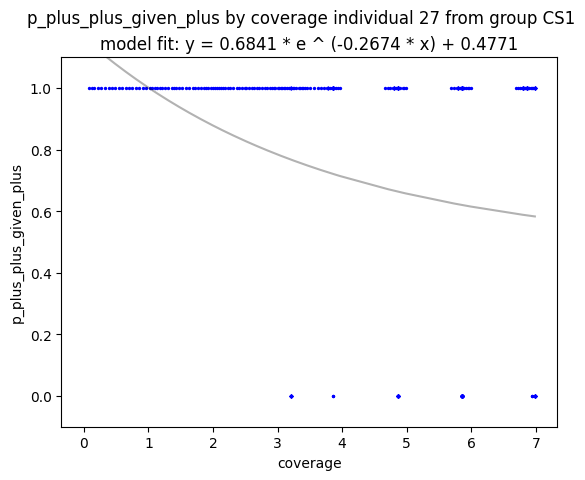 p_plus_plus_given_plus by coverage individual 27 from group CS1
model fit: y = 0.6841 * e ^ (-0.2674 * x) + 0.4771
1.0
0.8
0.6
0.4
0.2
0.0
p_plus_plus_given_plus
0 1 2 3 4 5 6 7
coverage